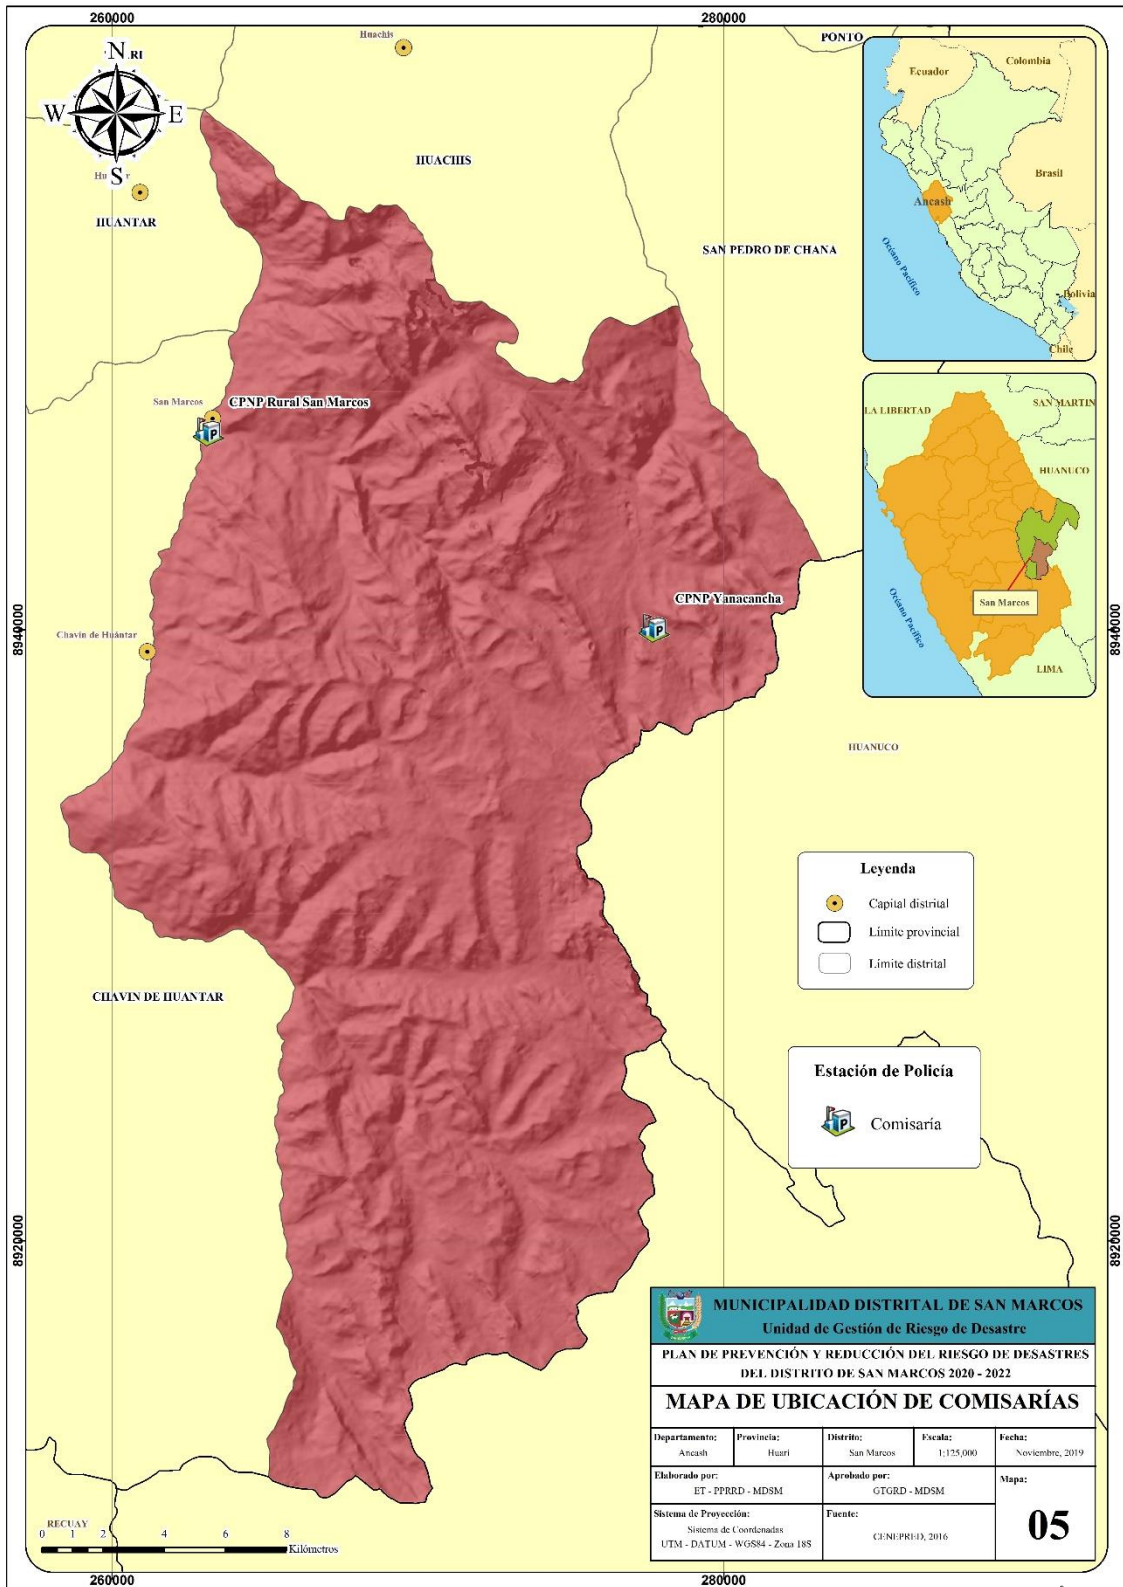 260000
280000
Huachis
PONTO
N
.RI
W
E
S
HUACHIS
HUANTAR
SAN PEDRO DE CHANA
San Marcos
CPNP Rural San Marcos
CPNP Yanacancha
Chavín de Huántar
8940000
8940000
HUANUCO
CHAVIN DE HUANTAR
8920000
8920000
RECUAY
0 1 2 4 6 8
Kilómetros
260000
280000
Ecuador
Colombia
Brasil
Ancash
Océano Pacífico
Bolivia
Chile
LA LIBERTAD
SAN MARTIN
HUANUCO
San Marcos
Océano Pacífico
LIMA
Leyenda
Capital distrital
Límite provincial
Límite distrital
Estación de Policía
Comisaría
MUNICIPALIDAD DISTRITAL DE SAN MARCOS
Unidad de Gestión de Riesgo de Desastre
PLAN DE PREVENCIÓN Y REDUCCIÓN DEL RIESGO DE DESASTRES
DEL DISTRITO DE SAN MARCOS 2020 - 2022
MAPA DE UBICACIÓN DE COMISARÍAS
Departamento: Provincia: Distrito: Escala: Fecha:
Ancash Huari San Marcos 1:125,000 Noviembre, 2019
Elaborado por: Aprobado por: Mapa:
ET - PPRRD - MDSM GTGRD - MDSM
Sistema de Proyección: Fuente:
Sistema de Coordenadas
UTM - DATUM - WGS84 - Zona 18S
CENEPRED, 2016
05